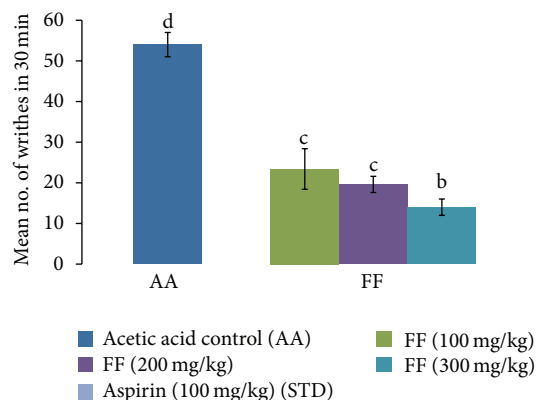 Mean no. of writhes in 30 min
60
50
40
30
20
10
0
d
c
c
b
AA
FF
Acetic acid control (AA)
FF (100 mg/kg)
FF (200 mg/kg)
FF (300 mg/kg)
Aspirin (100 mg/kg) (STD)